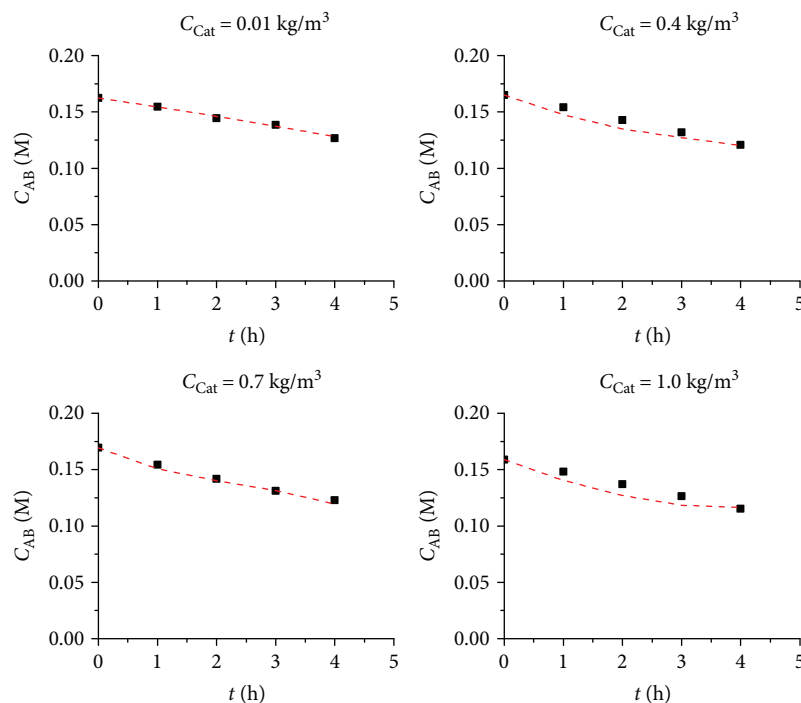 C_Cat = 0.01 kg/m³
0.20
0.15
0.10
0.05
0.00
C_AB (M)
0 1 2 3 4 5
t (h)
C_Cat = 0.4 kg/m³
0.20
0.15
0.10
0.05
0.00
C_AB (M)
0 1 2 3 4 5
t (h)
C_Cat = 0.7 kg/m³
0.20
0.15
0.10
0.05
0.00
C_AB (M)
0 1 2 3 4 5
t (h)
C_Cat = 1.0 kg/m³
0.20
0.15
0.10
0.05
0.00
C_AB (M)
0 1 2 3 4 5
t (h)